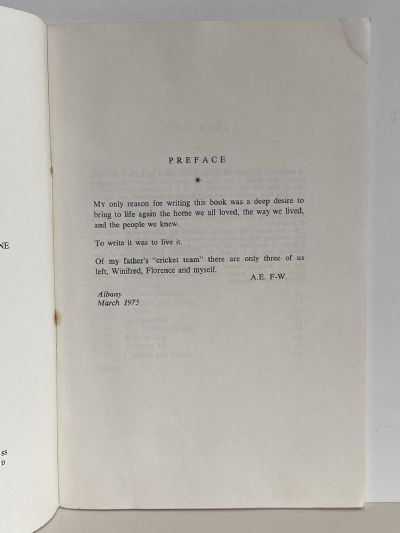 NE
ss
D
PREFACE
My only reason for writing this book was a deep desire to
bring to life again the home we all loved, the way we lived,
and the people we knew.
To write it was to live it.
Of my father's "cricket team" there are only three of us
left, Winifred, Florence and myself.
A.E. F-W.
Albany
March 1975